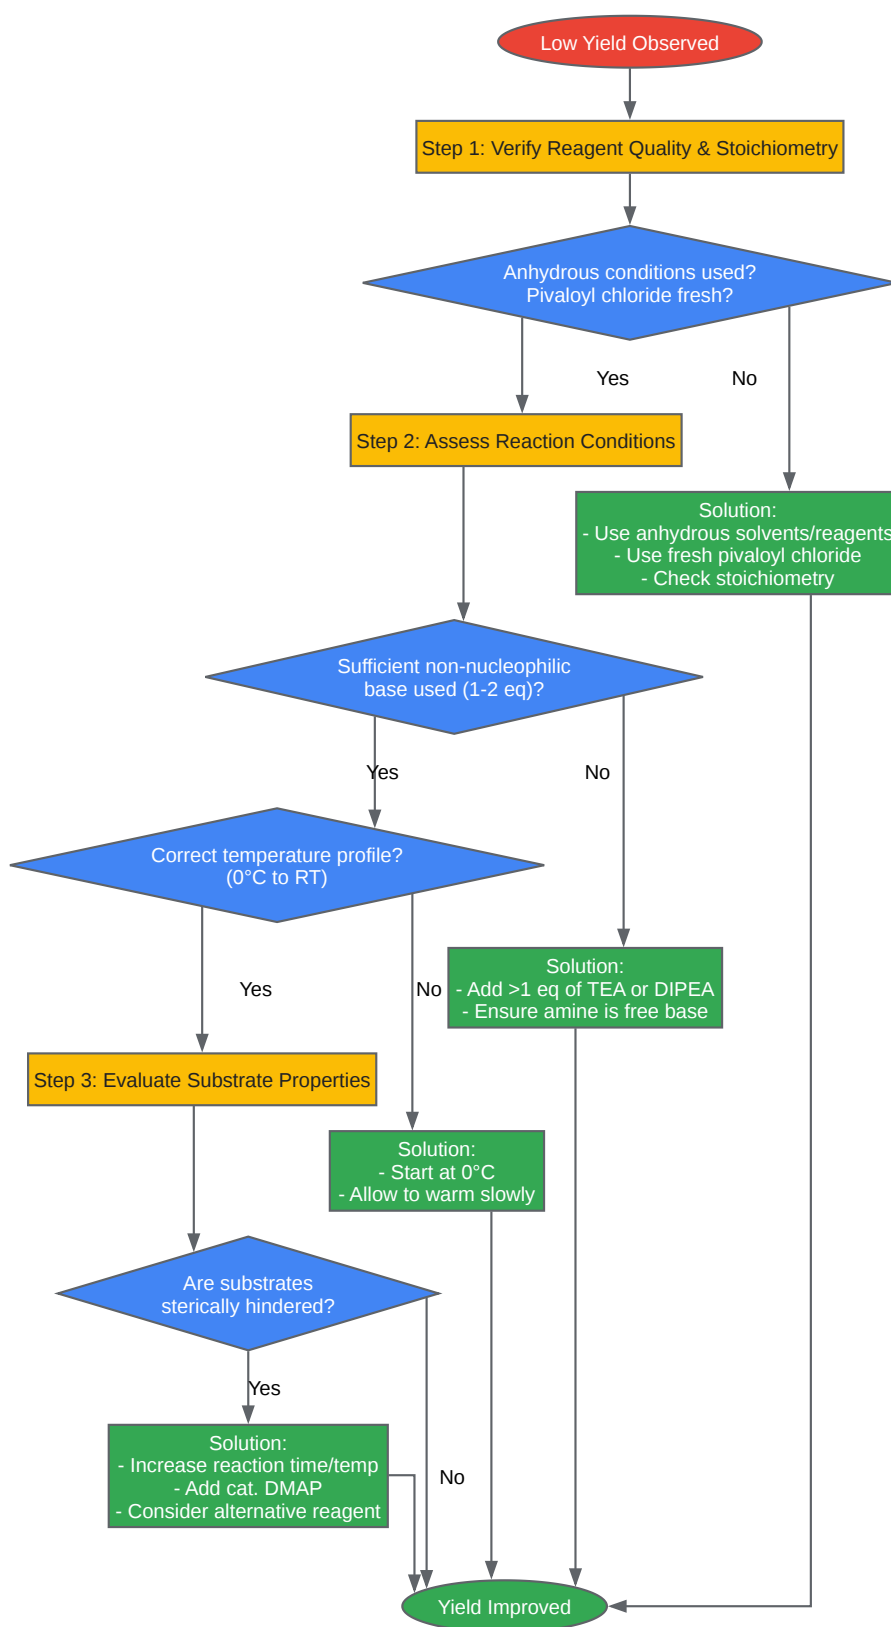 Low Yield Observed
Step 1: Verify Reagent Quality & Stoichiometry
Anhydrous conditions used?
Pivaloyl chloride fresh?
Yes
No
Step 2: Assess Reaction Conditions
Solution:
- Use anhydrous solvents/reagents
- Use fresh pivaloyl chloride
- Check stoichiometry
Sufficient non-nucleophilic
base used (1-2 eq)?
Yes
No
Correct temperature profile?
(0°C to RT)
Yes
No
Solution:
- Add >1 eq of TEA or DIPEA
- Ensure amine is free base
Step 3: Evaluate Substrate Properties
Solution:
- Start at 0°C
- Allow to warm slowly
Are substrates
sterically hindered?
Yes
No
Solution:
- Increase reaction time/temp
- Add cat. DMAP
- Consider alternative reagent
Yield Improved